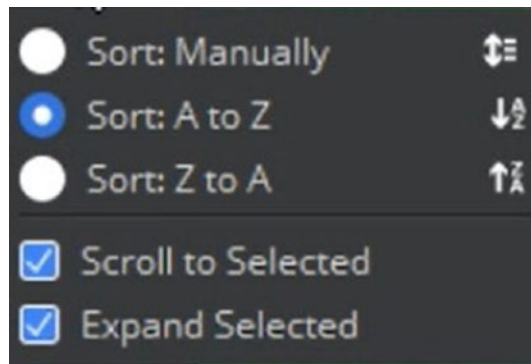 Sort: Manually
Sort: A to Z
Sort: Z to A
Scroll to Selected
Expand Selected